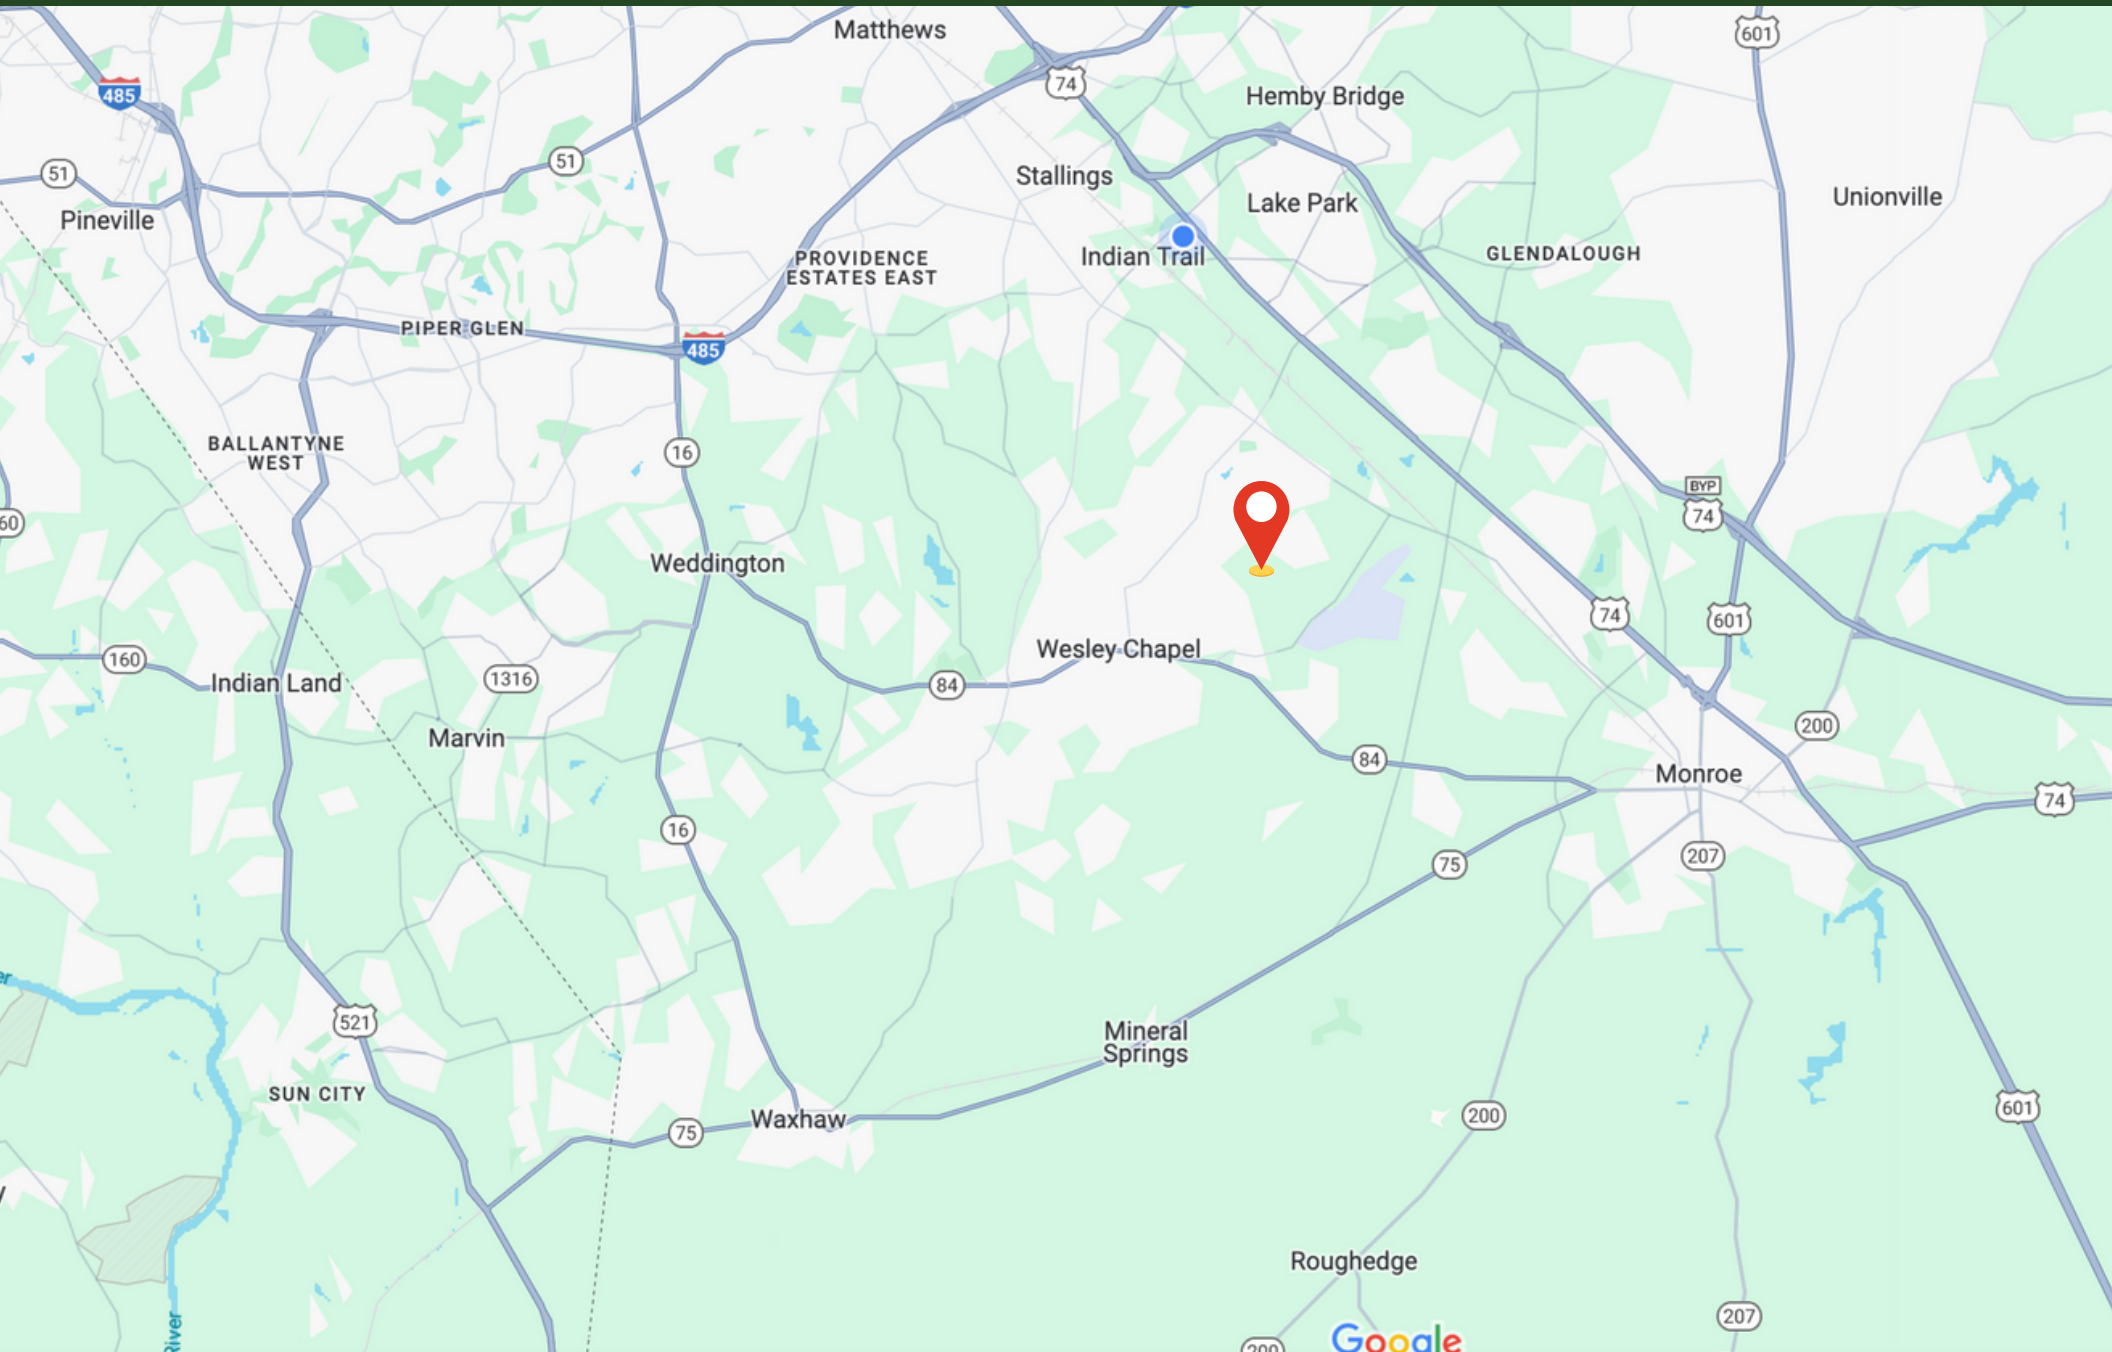 Matthews
601
485
74
Hemby Bridge
51
51
Stallings
Pineville
Lake Park
Unionville
PROVIDENCE
ESTATES EAST
Indian Trail
GLENDALOUGH
PIPER GLEN
485
BALLANTYNE
WEST
16
BYP
74
60
Weddington
74
601
160
Wesley Chapel
Indian Land
1316
84
200
Marvin
84
Monroe
74
16
75
207
er
521
Mineral
Springs
SUN CITY
601
200
Waxhaw
75
y
Roughedge
207
River
Google
200